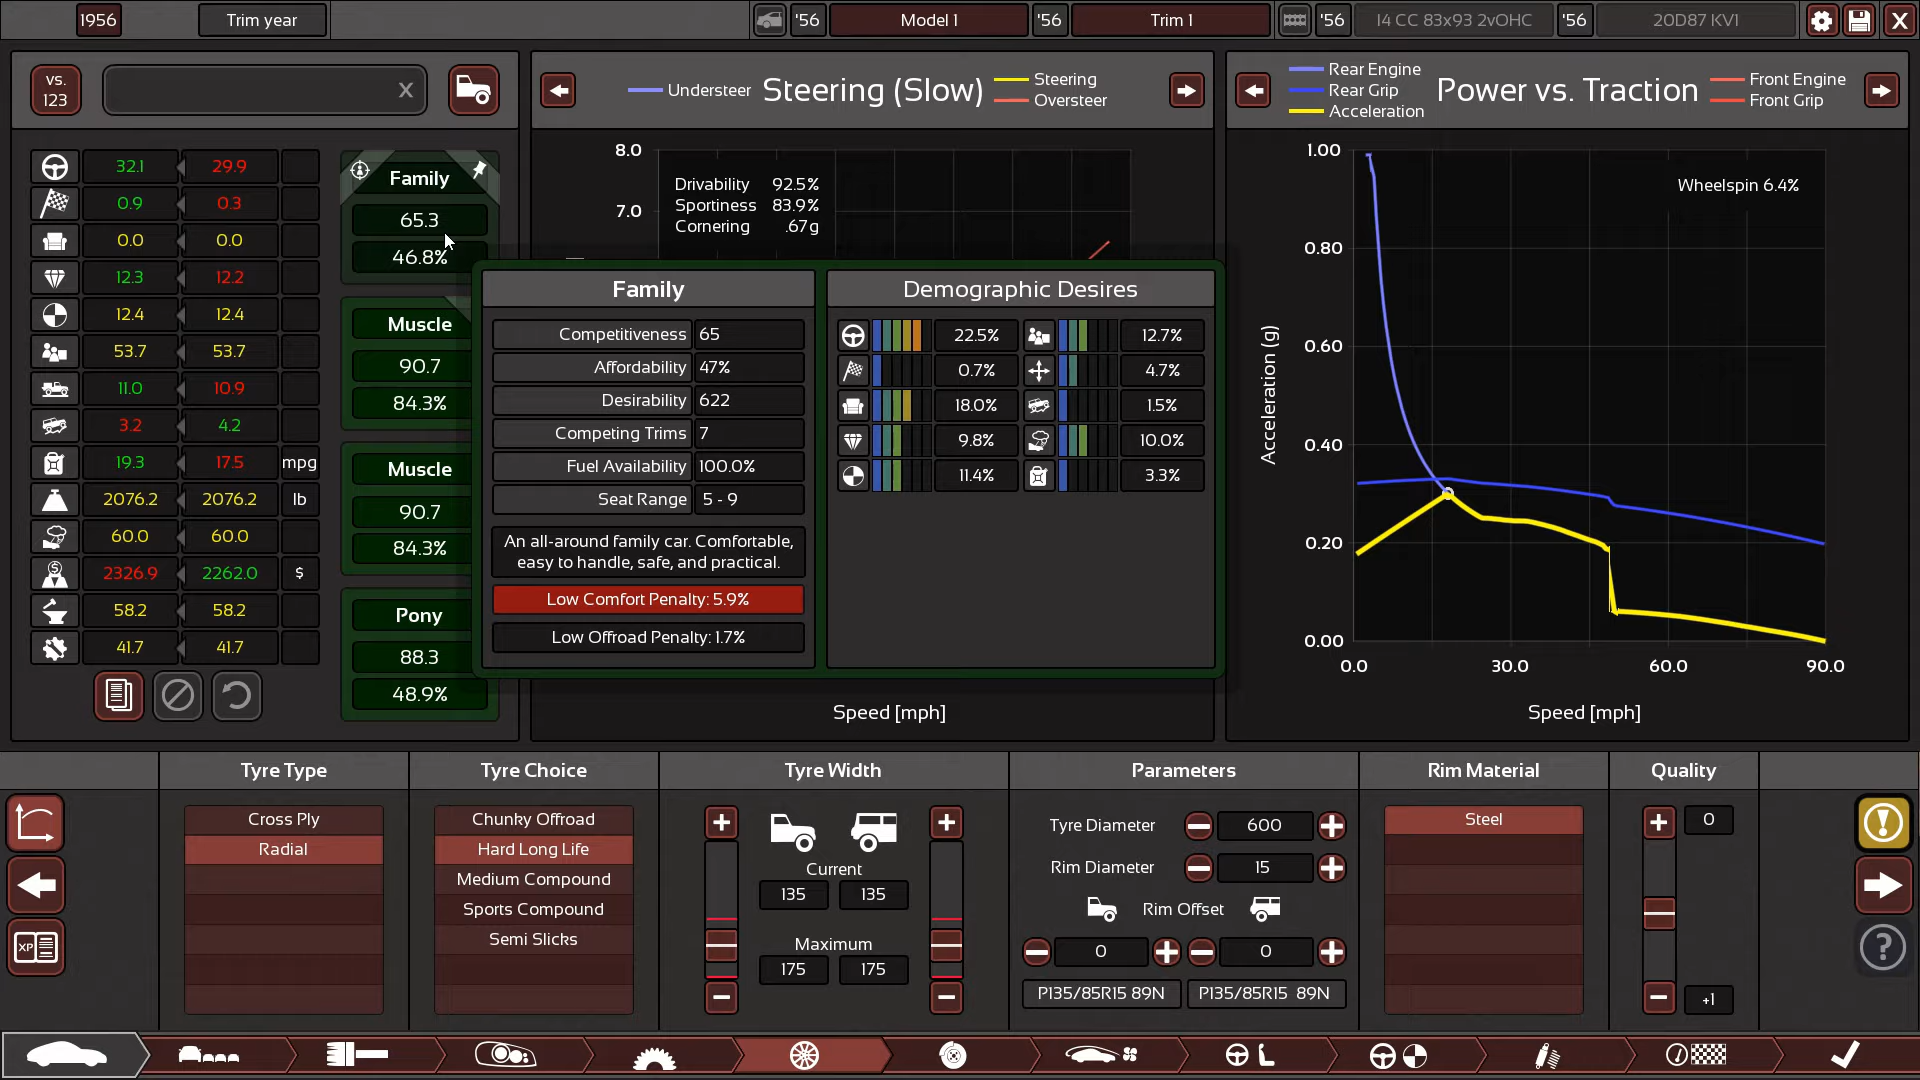 1956
Trim year
'56
Model 1
'56
Trim 1
'56
I4 CC 83x93 2vOHC
'56
20D87 KV1
X
vs.
123
x
Understeer
Steering (Slow)
Steering
Oversteer
Rear Engine
Rear Grip
Acceleration
Power vs. Traction
Front Engine
Front Grip
32.1 29.9
0.9 0.3
0.0 0.0
12.3 12.2
12.4 12.4
53.7 53.7
11.0 10.9
3.2 4.2
19.3 17.5 mpg
2076.2 2076.2 lb
60.0 60.0
2326.9 2262.0 $
58.2 58.2
41.7 41.7
Family
65.3
46.8%
Muscle
90.7
84.3%
Muscle
90.7
84.3%
Pony
88.3
48.9%
8.0
7.0
Drivability 92.5%
Sportiness 83.9%
Cornering .67g
Speed [mph]
Family
Competitiveness 65
Affordability 47%
Desirability 622
Competing Trims 7
Fuel Availability 100.0%
Seat Range 5 - 9
An all-around family car. Comfortable,
easy to handle, safe, and practical.
Low Comfort Penalty: 5.9%
Low Offroad Penalty: 1.7%
Demographic Desires
22.5% 12.7%
0.7% 4.7%
18.0% 1.5%
9.8% 10.0%
11.4% 3.3%
Wheelspin 6.4%
Acceleration (g)
1.00
0.80
0.60
0.40
0.20
0.00
0.0 30.0 60.0 90.0
Speed [mph]
Tyre Type
Cross Ply
Radial
Tyre Choice
Chunky Offroad
Hard Long Life
Medium Compound
Sports Compound
Semi Slicks
Tyre Width
Current
135 135
Maximum
175 175
Parameters
Tyre Diameter 600
Rim Diameter 15
Rim Offset
0 0
P135/85R15 89N P135/85R15 89N
Rim Material
Steel
Quality
0
+1
XP
?